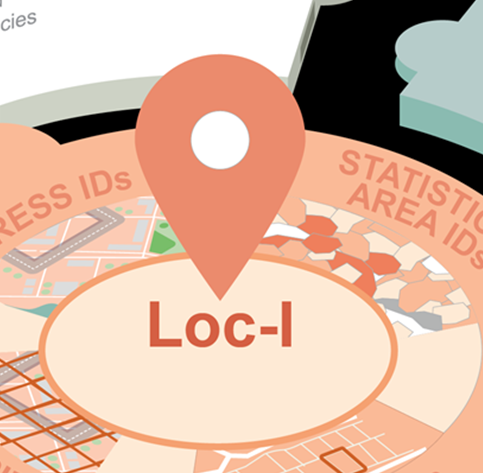 cies
RESS IDs
STATISTIC
AREA IDs
Loc-I